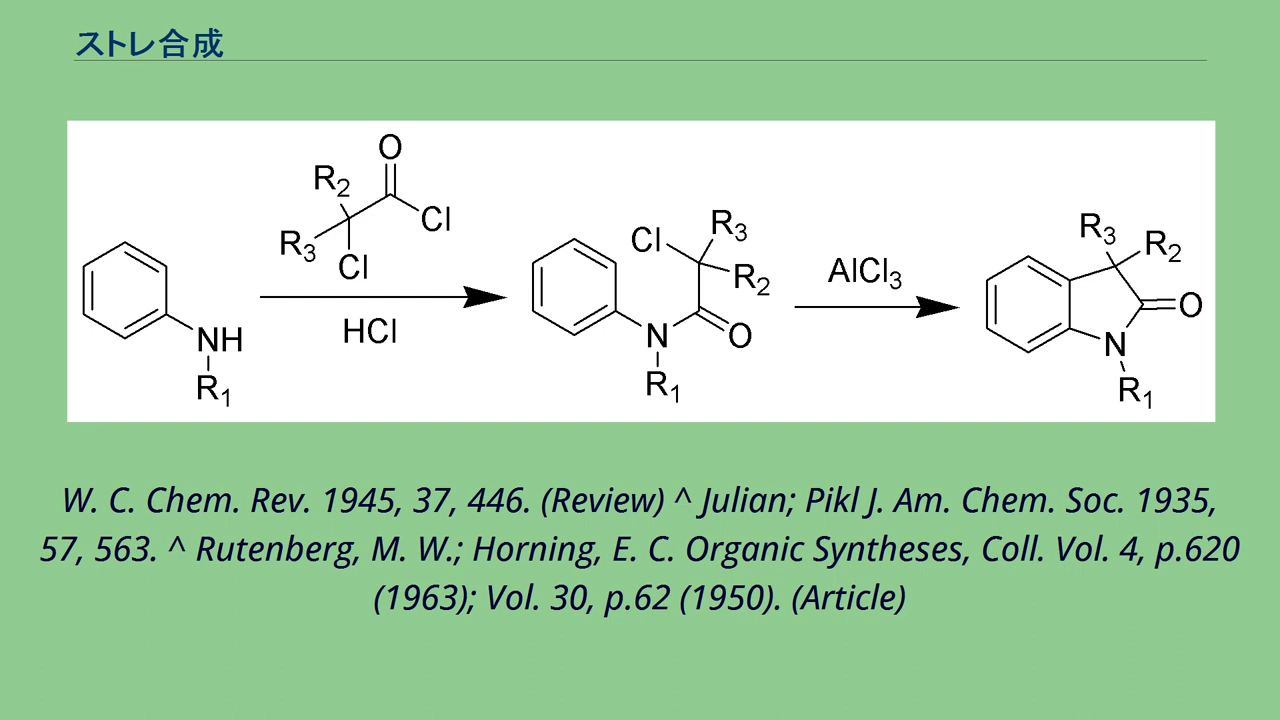 ストレ合成
O
R2
R3
Cl
Cl
HCl
NH
R1
Cl
R3
R2
N
O
R1
AlCl3
R3
R2
O
N
R1
W. C. Chem. Rev. 1945, 37, 446. (Review) ^ Julian; Pikl J. Am. Chem. Soc. 1935,
57, 563. ^ Rutenberg, M. W.; Horning, E. C. Organic Syntheses, Coll. Vol. 4, p.620
(1963); Vol. 30, p.62 (1950). (Article)